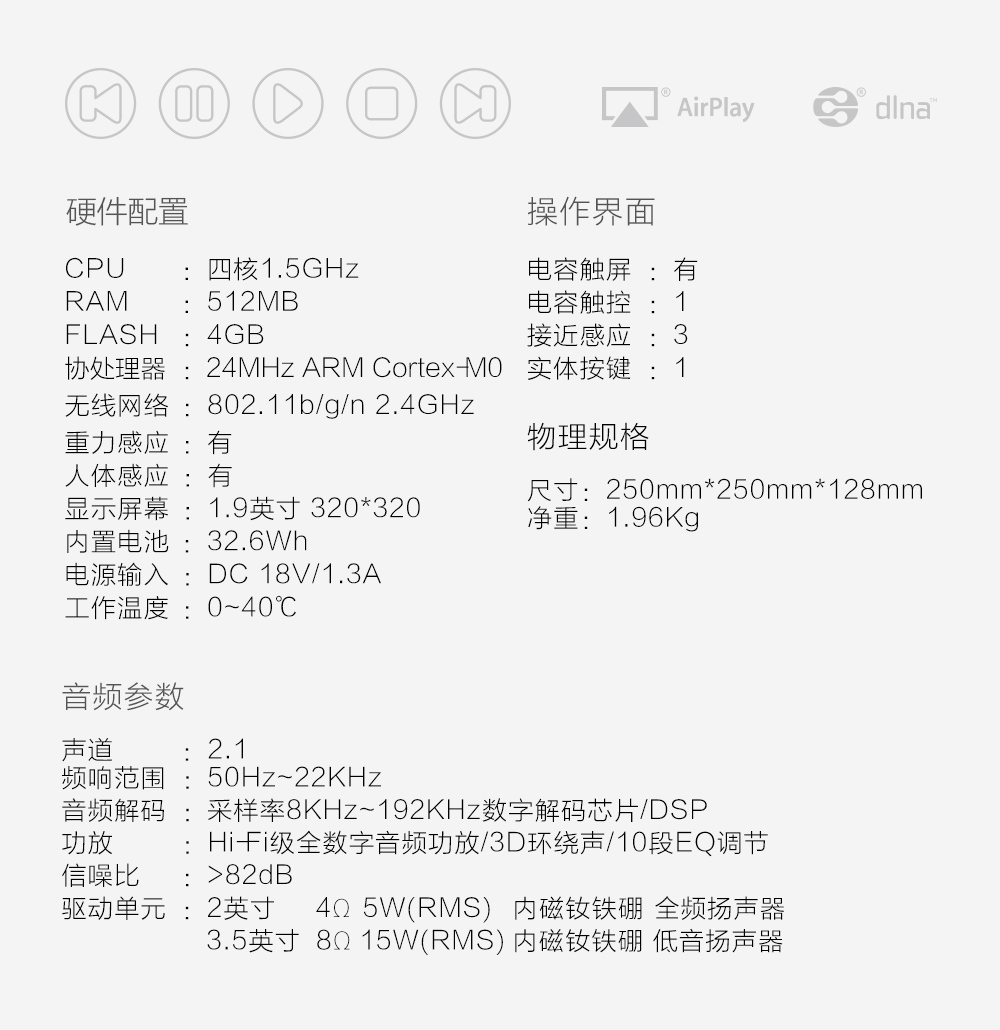 ® AirPlay ® dlna™
硬件配置
CPU : 四核1.5GHz
RAM : 512MB
FLASH : 4GB
协处理器 : 24MHz ARM Cortex-M0
无线网络 : 802.11b/g/n 2.4GHz
重力感应 : 有
人体感应 : 有
显示屏幕 : 1.9英寸 320*320
内置电池 : 32.6Wh
电源输入 : DC 18V/1.3A
工作温度 : 0~40℃
操作界面
电容触屏 : 有
电容触控 : 1
接近感应 : 3
实体按键 : 1
物理规格
尺寸: 250mm*250mm*128mm
净重: 1.96Kg
音频参数
声道 : 2.1
频响范围 : 50Hz~22KHz
音频解码 : 采样率8KHz~192KHz数字解码芯片/DSP
功放 : Hi-Fi级全数字音频功放/3D环绕声/10段EQ调节
信噪比 : >82dB
驱动单元 : 2英寸 4Ω 5W(RMS) 内磁钕铁硼 全频扬声器
3.5英寸 8Ω 15W(RMS) 内磁钕铁硼 低音扬声器